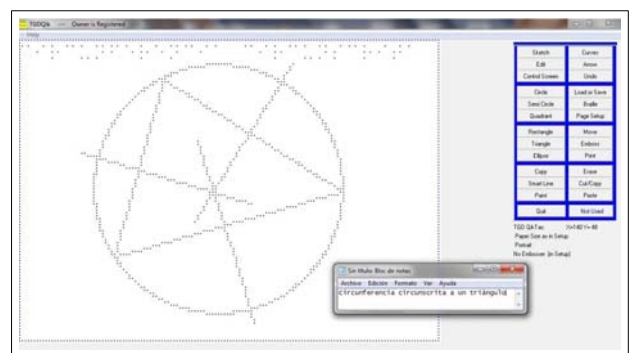 TGDQk --- Owner is Registered
Help
Sketch Curves
Edit Arrow
Control Screen Undo
Circle Load or Save
Semi Circle Braille
Quadrant Page Setup
Rectangle Move
Triangle Emboss
Ellipse Print
Copy Erase
Smart Line Cut/Copy
Paint Paste
Quit Not Used
Paper Size as in Setup
Portrait
No Embosser (in Setup)
Sin título: Bloc de notas
Archivo Edición Formato Ver Ayuda
circunferencia circunscrita a un triángulo